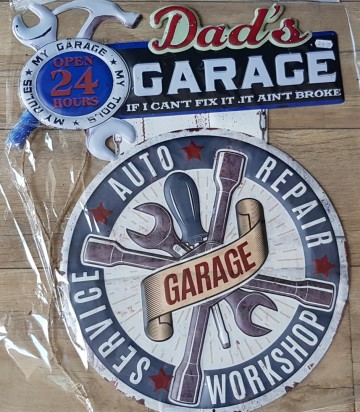 Dad's
GARAGE
IF I CAN'T FIX IT .IT AIN'T BROKE
MY GARAGE ★ MY TOOLS ★ MY RULES ★
OPEN
24
HOURS
AUTO ★ REPAIR ★ WORKSHOP ★ SERVICE ★
GARAGE